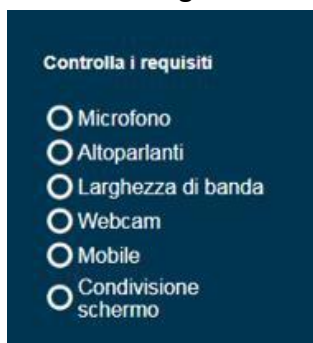 Controlla i requisiti
Microfono
Altoparlanti
Larghezza di banda
Webcam
Mobile
Condivisione
schermo